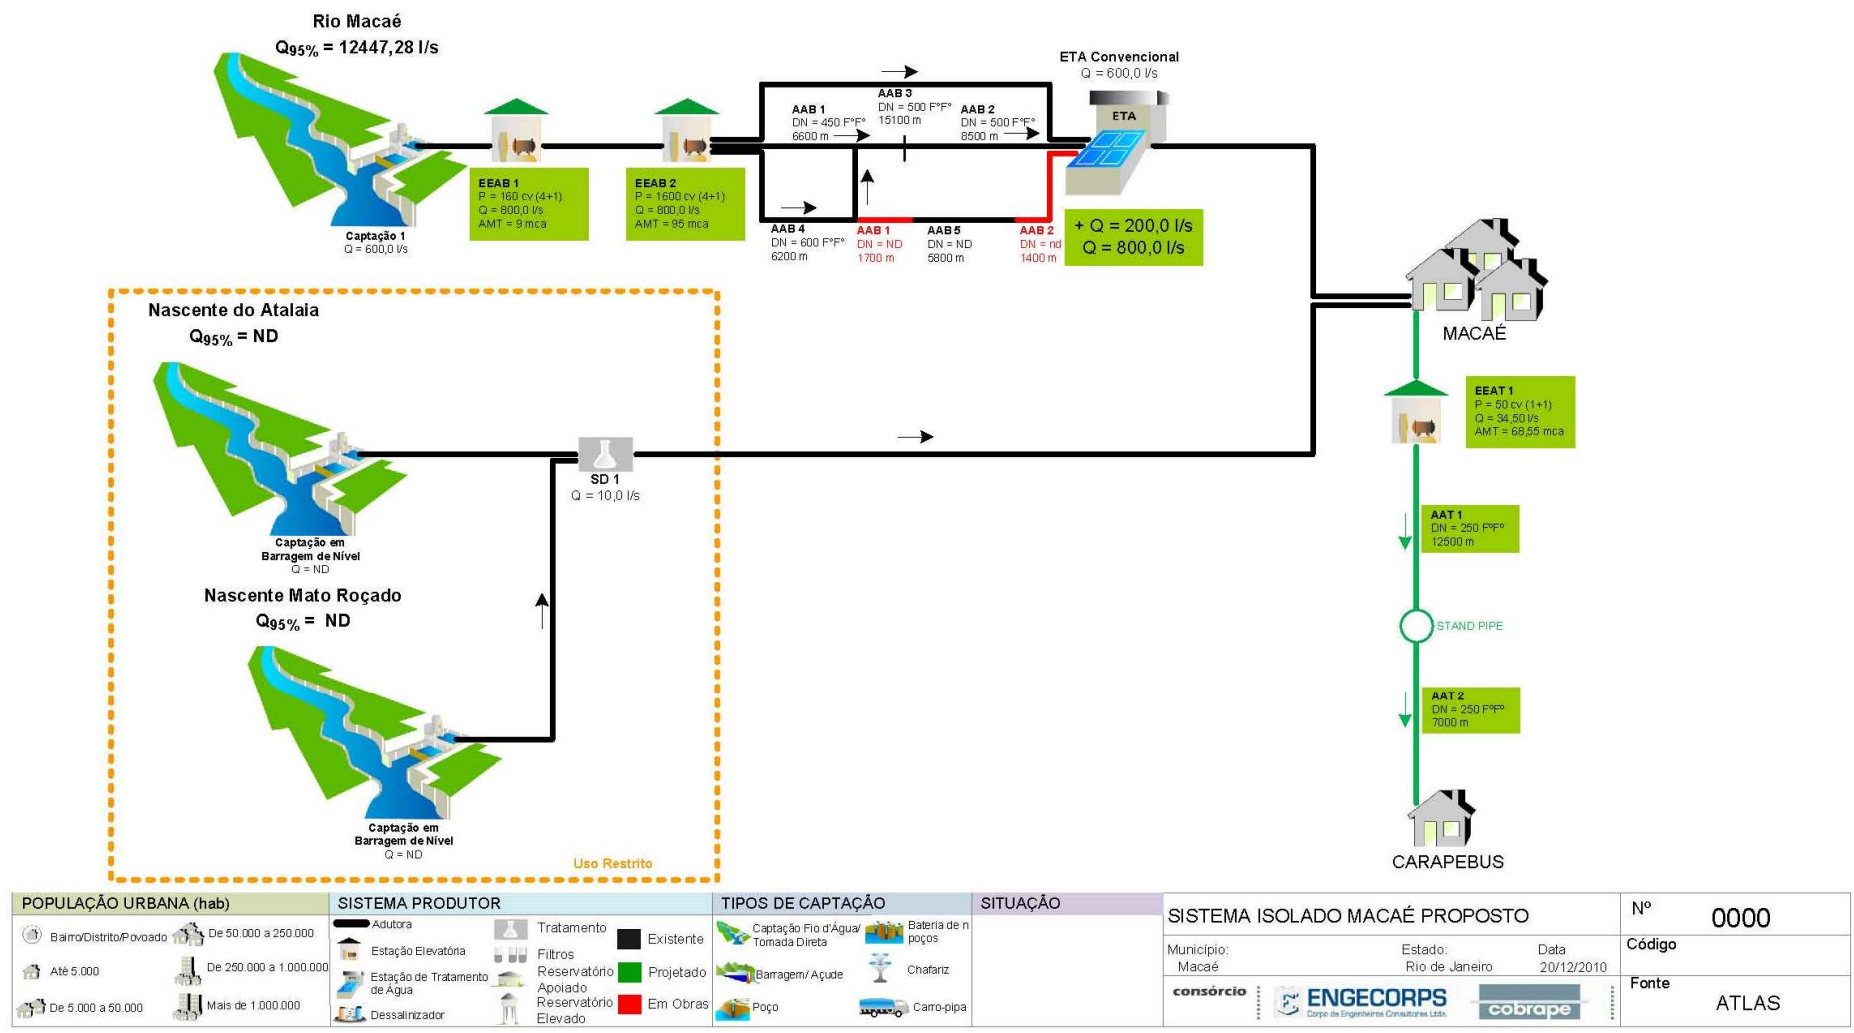 Rio Macaé
Q95% = 12447,28 l/s
Captação 1
Q = 600,0 l/s
EEAB 1
P = 160 cv (4+1)
Q = 800,0 l/s
AMT = 9 mca
EEAB 2
P = 1600 cv (4+1)
Q = 800,0 l/s
AMT = 95 mca
AAB 1
DN = 450 FºFº
6600 m
AAB 3
DN = 500 FºFº
15100 m
AAB 2
DN = 500 FºFº
8500 m
AAB 4
DN = 600 FºFº
6200 m
AAB 1
DN = ND
1700 m
AAB 5
DN = ND
5800 m
AAB 2
DN = nd
1400 m
ETA Convencional
Q = 600,0 l/s
ETA
+ Q = 200,0 l/s
Q = 800,0 l/s
MACAÉ
EEAT 1
P = 50 cv (1+1)
Q = 34,50 l/s
AMT = 68,55 mca
AAT 1
DN = 250 FºFº
12500 m
STAND PIPE
AAT 2
DN = 250 FºFº
7000 m
CARAPEBUS
Nascente do Atalaia
Q95% = ND
Captação em
Barragem de Nível
Q = ND
SD 1
Q = 10,0 l/s
Nascente Mato Roçado
Q95% = ND
Captação em
Barragem de Nível
Q = ND
Uso Restrito
POPULAÇÃO URBANA (hab)
Bairro/Distrito/Povoado
Até 5.000
De 5.000 a 50.000
De 50.000 a 250.000
De 250.000 a 1.000.000
Mais de 1.000.000
SISTEMA PRODUTOR
Adutora
Estação Elevatória
Estação de Tratamento
de Água
Dessalinizador
Tratamento
Filtros
Reservatório
Apoiado
Reservatório
Elevado
Existente
Projetado
Em Obras
TIPOS DE CAPTAÇÃO
Captação Fio d'Água/
Tomada Direta
Barragem/ Açude
Poço
Bateria de n
poços
Chafariz
Carro-pipa
SITUAÇÃO
SISTEMA ISOLADO MACAÉ PROPOSTO
Município:
Macaé
Estado:
Rio de Janeiro
Data
20/12/2010
consórcio
ENGECORPS
Corpo de Engenheiros Consultores Ltda.
cobrape
Nº
0000
Código
Fonte
ATLAS